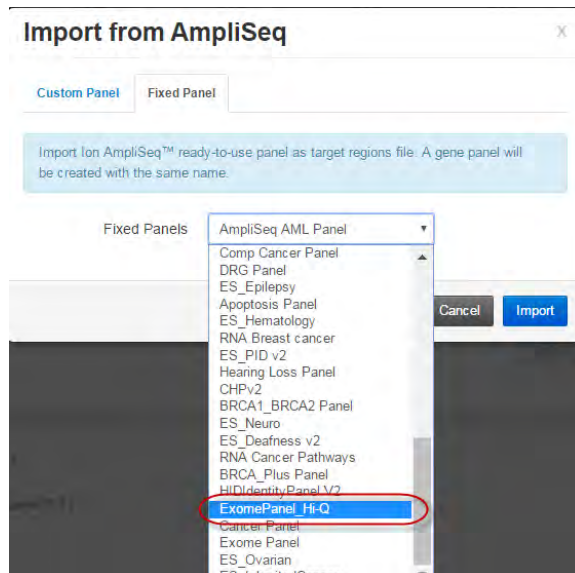 Import from AmpliSeq
X
Custom Panel
Fixed Panel
Import Ion AmpliSeq™ ready-to-use panel as target regions file. A gene panel will
be created with the same name.
Fixed Panels
AmpliSeq AML Panel
Comp Cancer Panel
DRG Panel
ES_Epilepsy
Apoptosis Panel
ES_Hematology
RNA Breast cancer
ES_PID v2
Hearing Loss Panel
CHPv2
BRCA1_BRCA2 Panel
ES_Neuro
ES_Deafness v2
RNA Cancer Pathways
BRCA_Plus Panel
HIDIdentityPanel V2
ExomePanel_Hi-Q
Cancer Panel
Exome Panel
ES_Ovarian
Cancel
Import